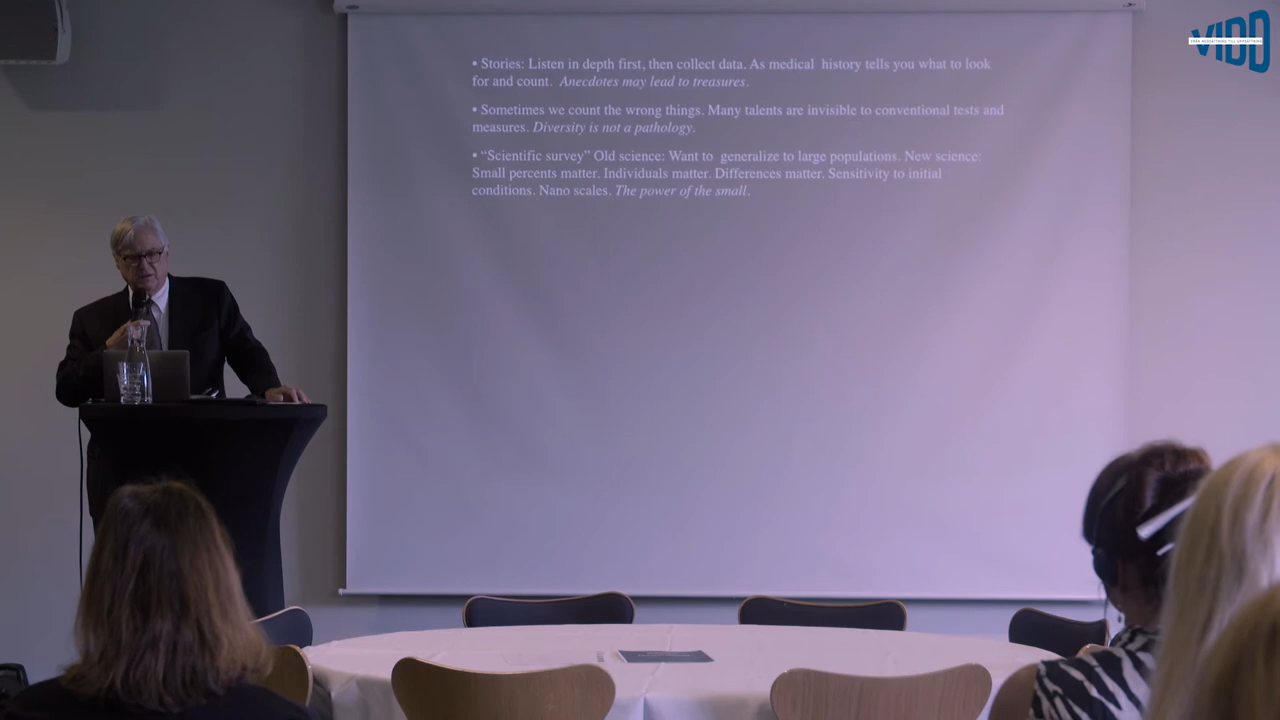 • Stories: Listen in depth first, then collect data. As medical  history tells you what to look
for and count.  Anecdotes may lead to treasures.
• Sometimes we count the wrong things. Many talents are invisible to conventional tests and
measures. Diversity is not a pathology.
• “Scientific survey” Old science: Want to  generalize to large populations. New science:
Small percents matter. Individuals matter. Differences matter. Sensitivity to initial
conditions. Nano scales. The power of the small.
VIDD